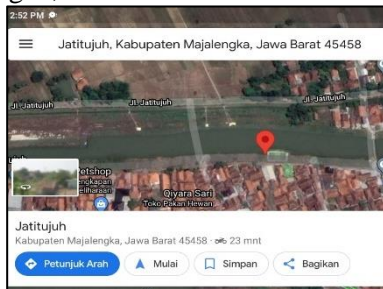 2:52 PM
Jatitujuh, Kabupaten Majalengka, Jawa Barat 45458
Jl. Jatitujuh
Jl. Jatitujuh
Jl. Jatitujuh
etshop
Qiyara Sari
Toko Pakan Hewan
Jatitujuh
Kabupaten Majalengka, Jawa Barat 45458 · 23 mnt
Petunjuk Arah
Mulai
Simpan
Bagikan